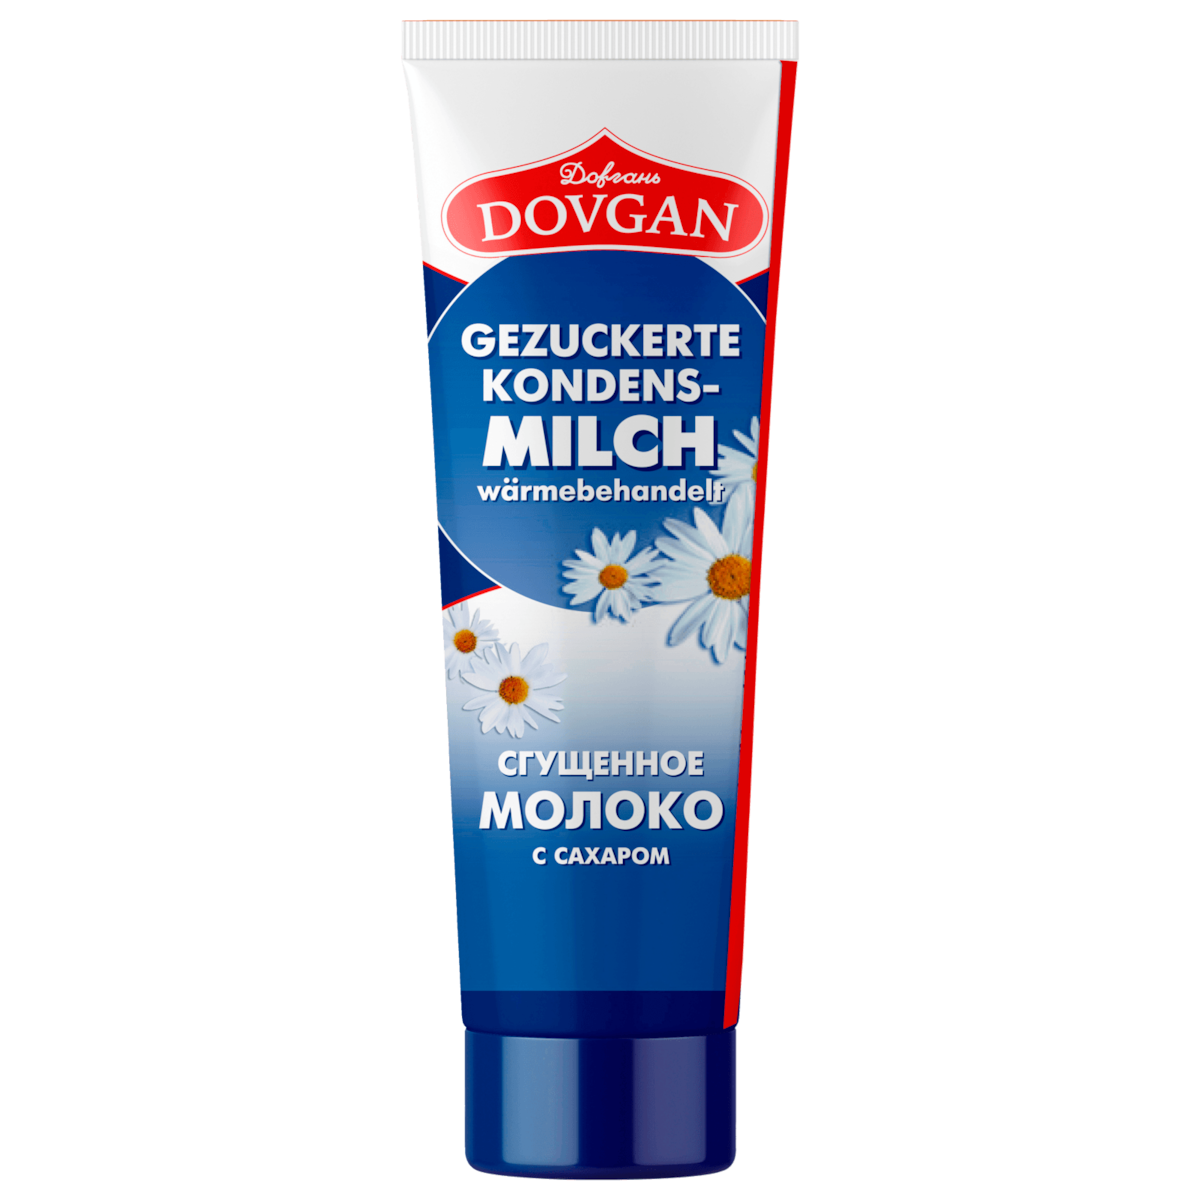 Довгань
DOVGAN
GEZUCKERTE
KONDENS-
MILCH
wärmebehandelt
СГУЩЕННОЕ
МОЛОКО
С САХАРОМ